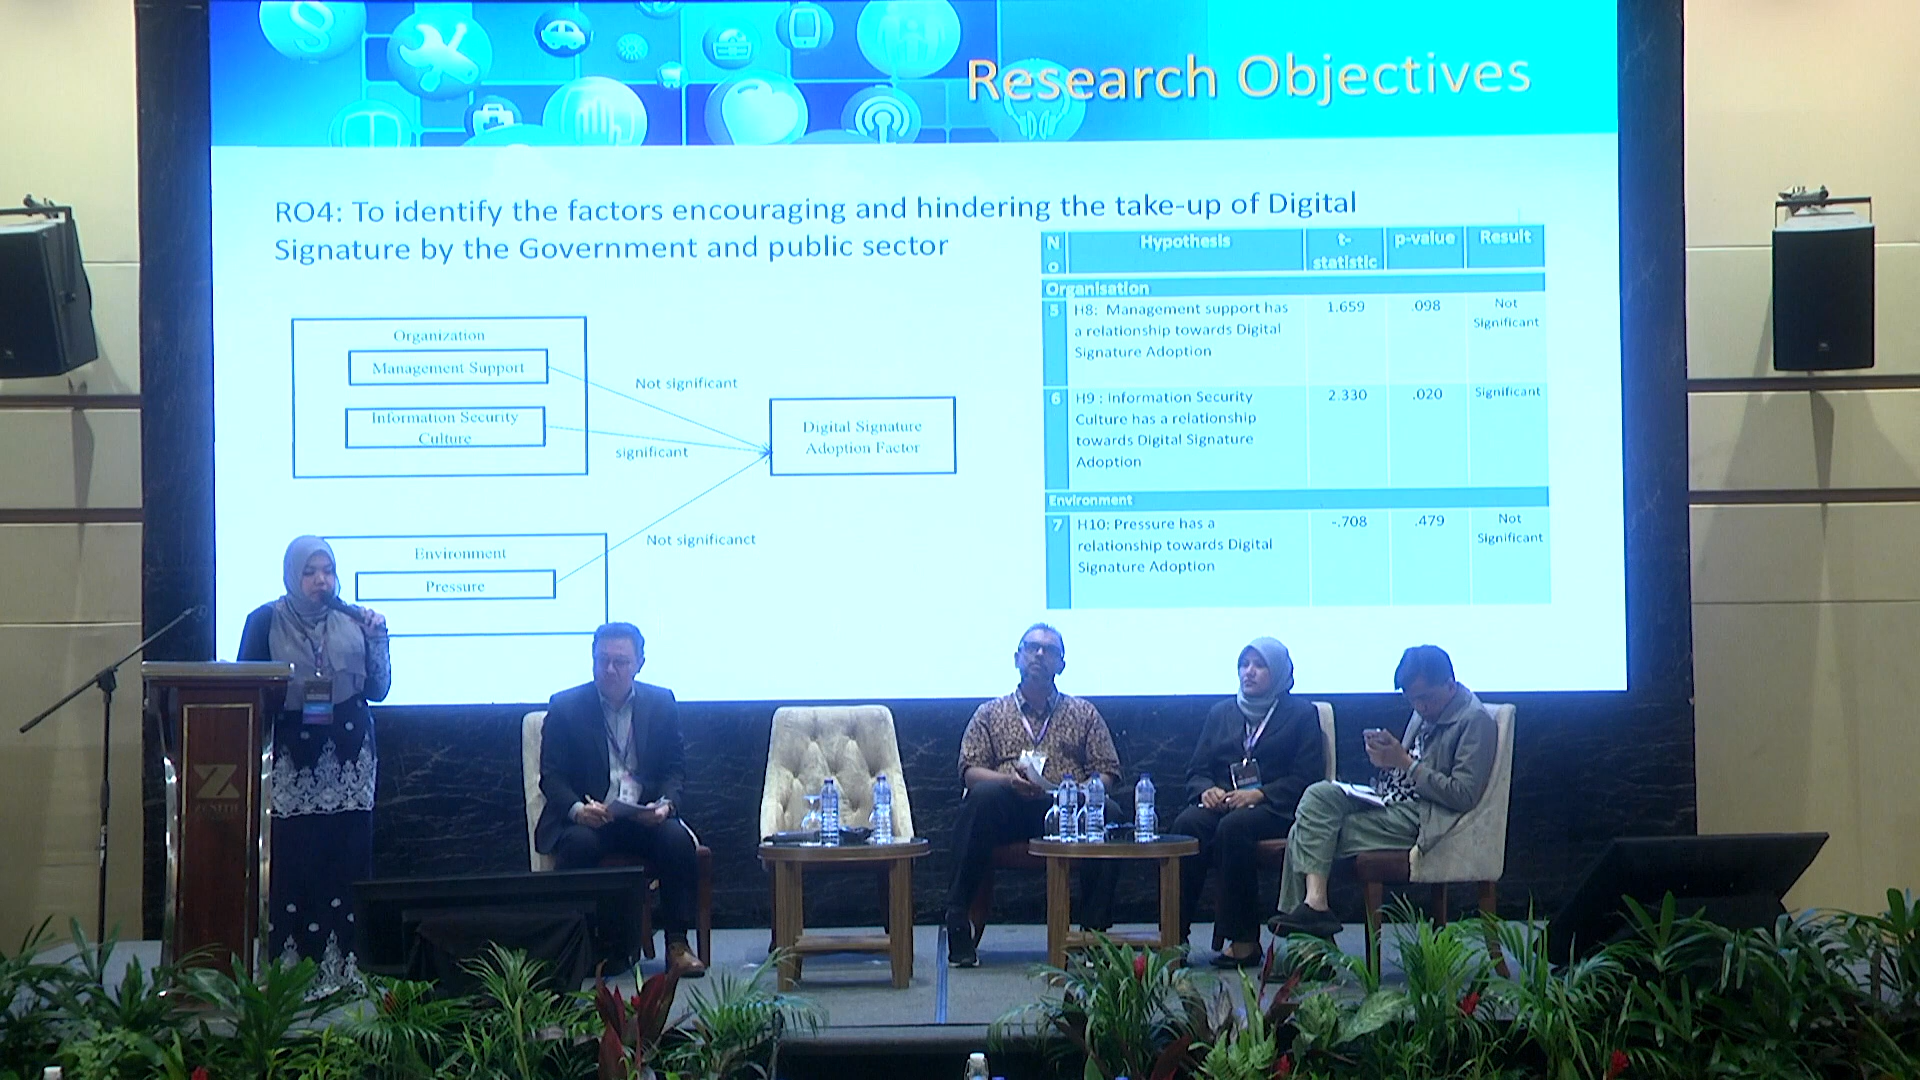 Research Objectives
RO4: To identify the factors encouraging and hindering the take-up of Digital
Signature by the Government and public sector
Organization
Management Support
Information Security
Culture
Not significant
significant
Digital Signature
Adoption Factor
Environment
Pressure
Not significanct
N
o
Hypothesis
t-
statistic
p-value
Result
Organisation
5
H8: Management support has
a relationship towards Digital
Signature Adoption
1.659
.098
Not
Significant
6
H9 : Information Security
Culture has a relationship
towards Digital Signature
Adoption
2.330
.020
Significant
Environment
7
H10: Pressure has a
relationship towards Digital
Signature Adoption
-.708
.479
Not
Significant
Z
ZENITH